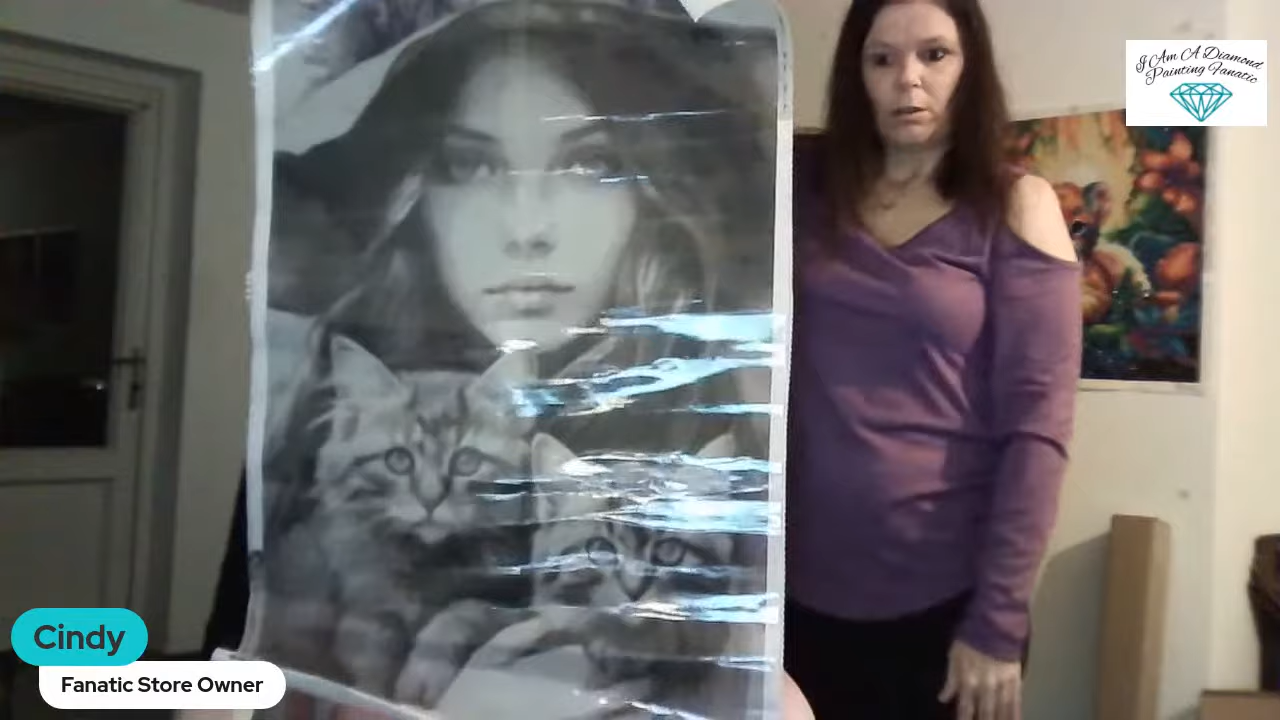 I Am A Diamond
Painting Fanatic
Cindy
Fanatic Store Owner